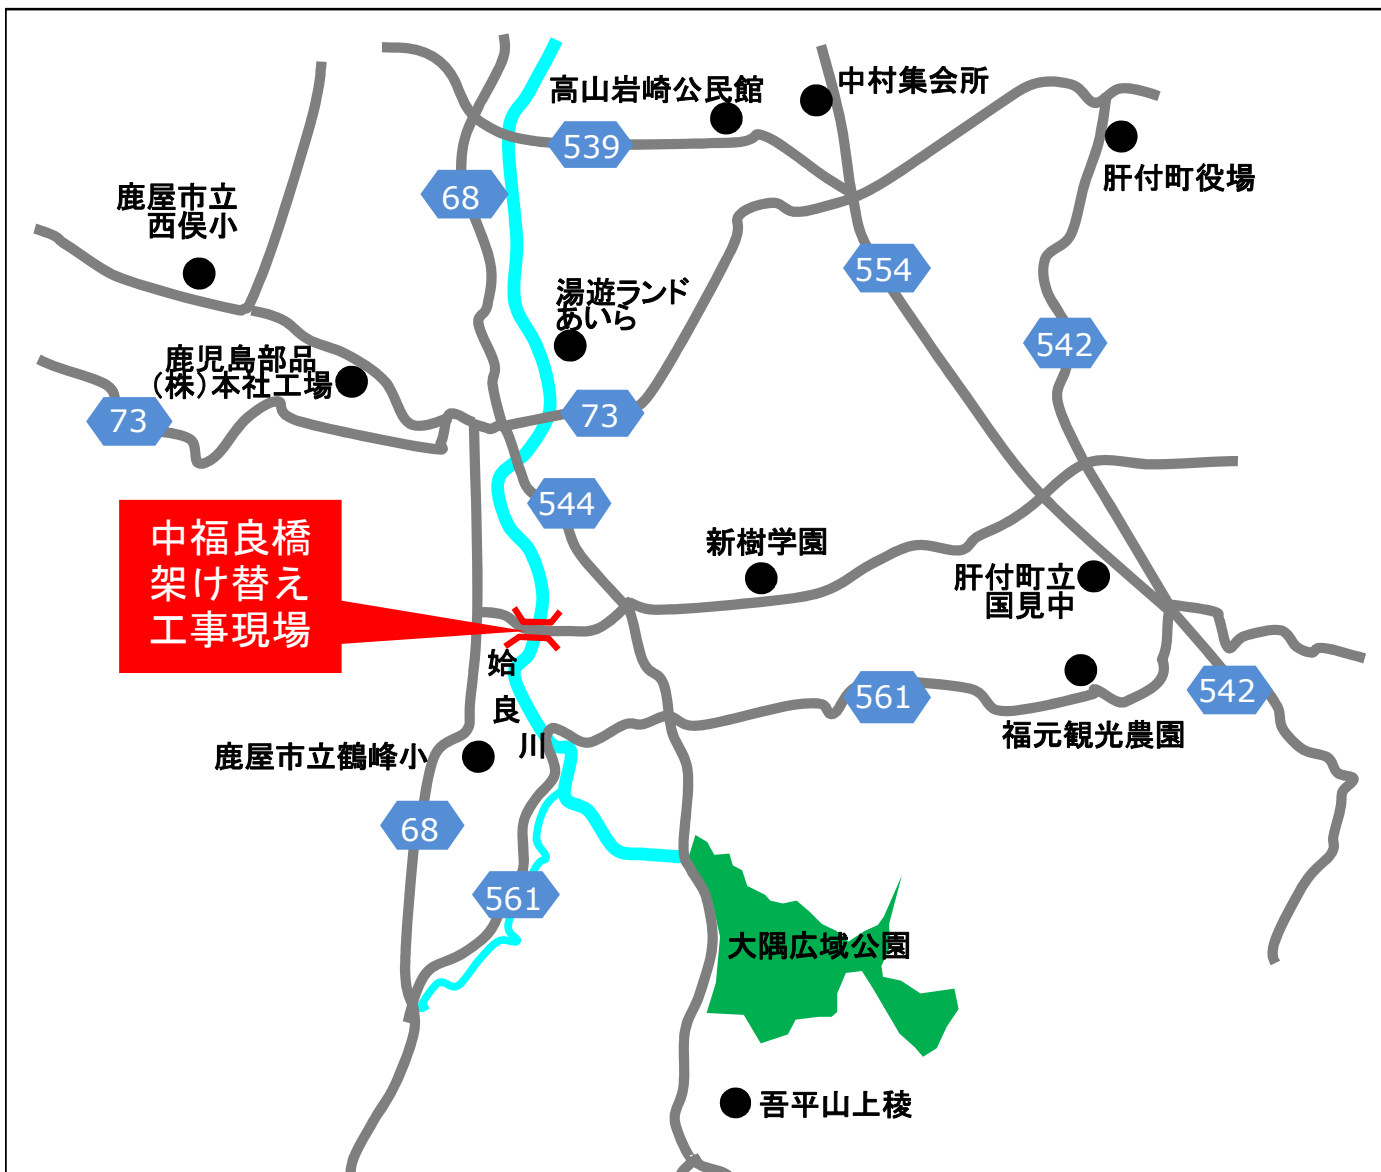 中村集会所
高山岩崎公民館
539
肝付町役場
68
鹿屋市立
西俣小
554
湯遊ランド
あいら
542
鹿児島部品
（株）本社工場
73
73
544
中福良橋
架け替え
工事現場
新樹学園
肝付町立
国見中
姶
良
川
561
542
福元観光農園
鹿屋市立鶴峰小
68
561
大隅広域公園
吾平山上稜